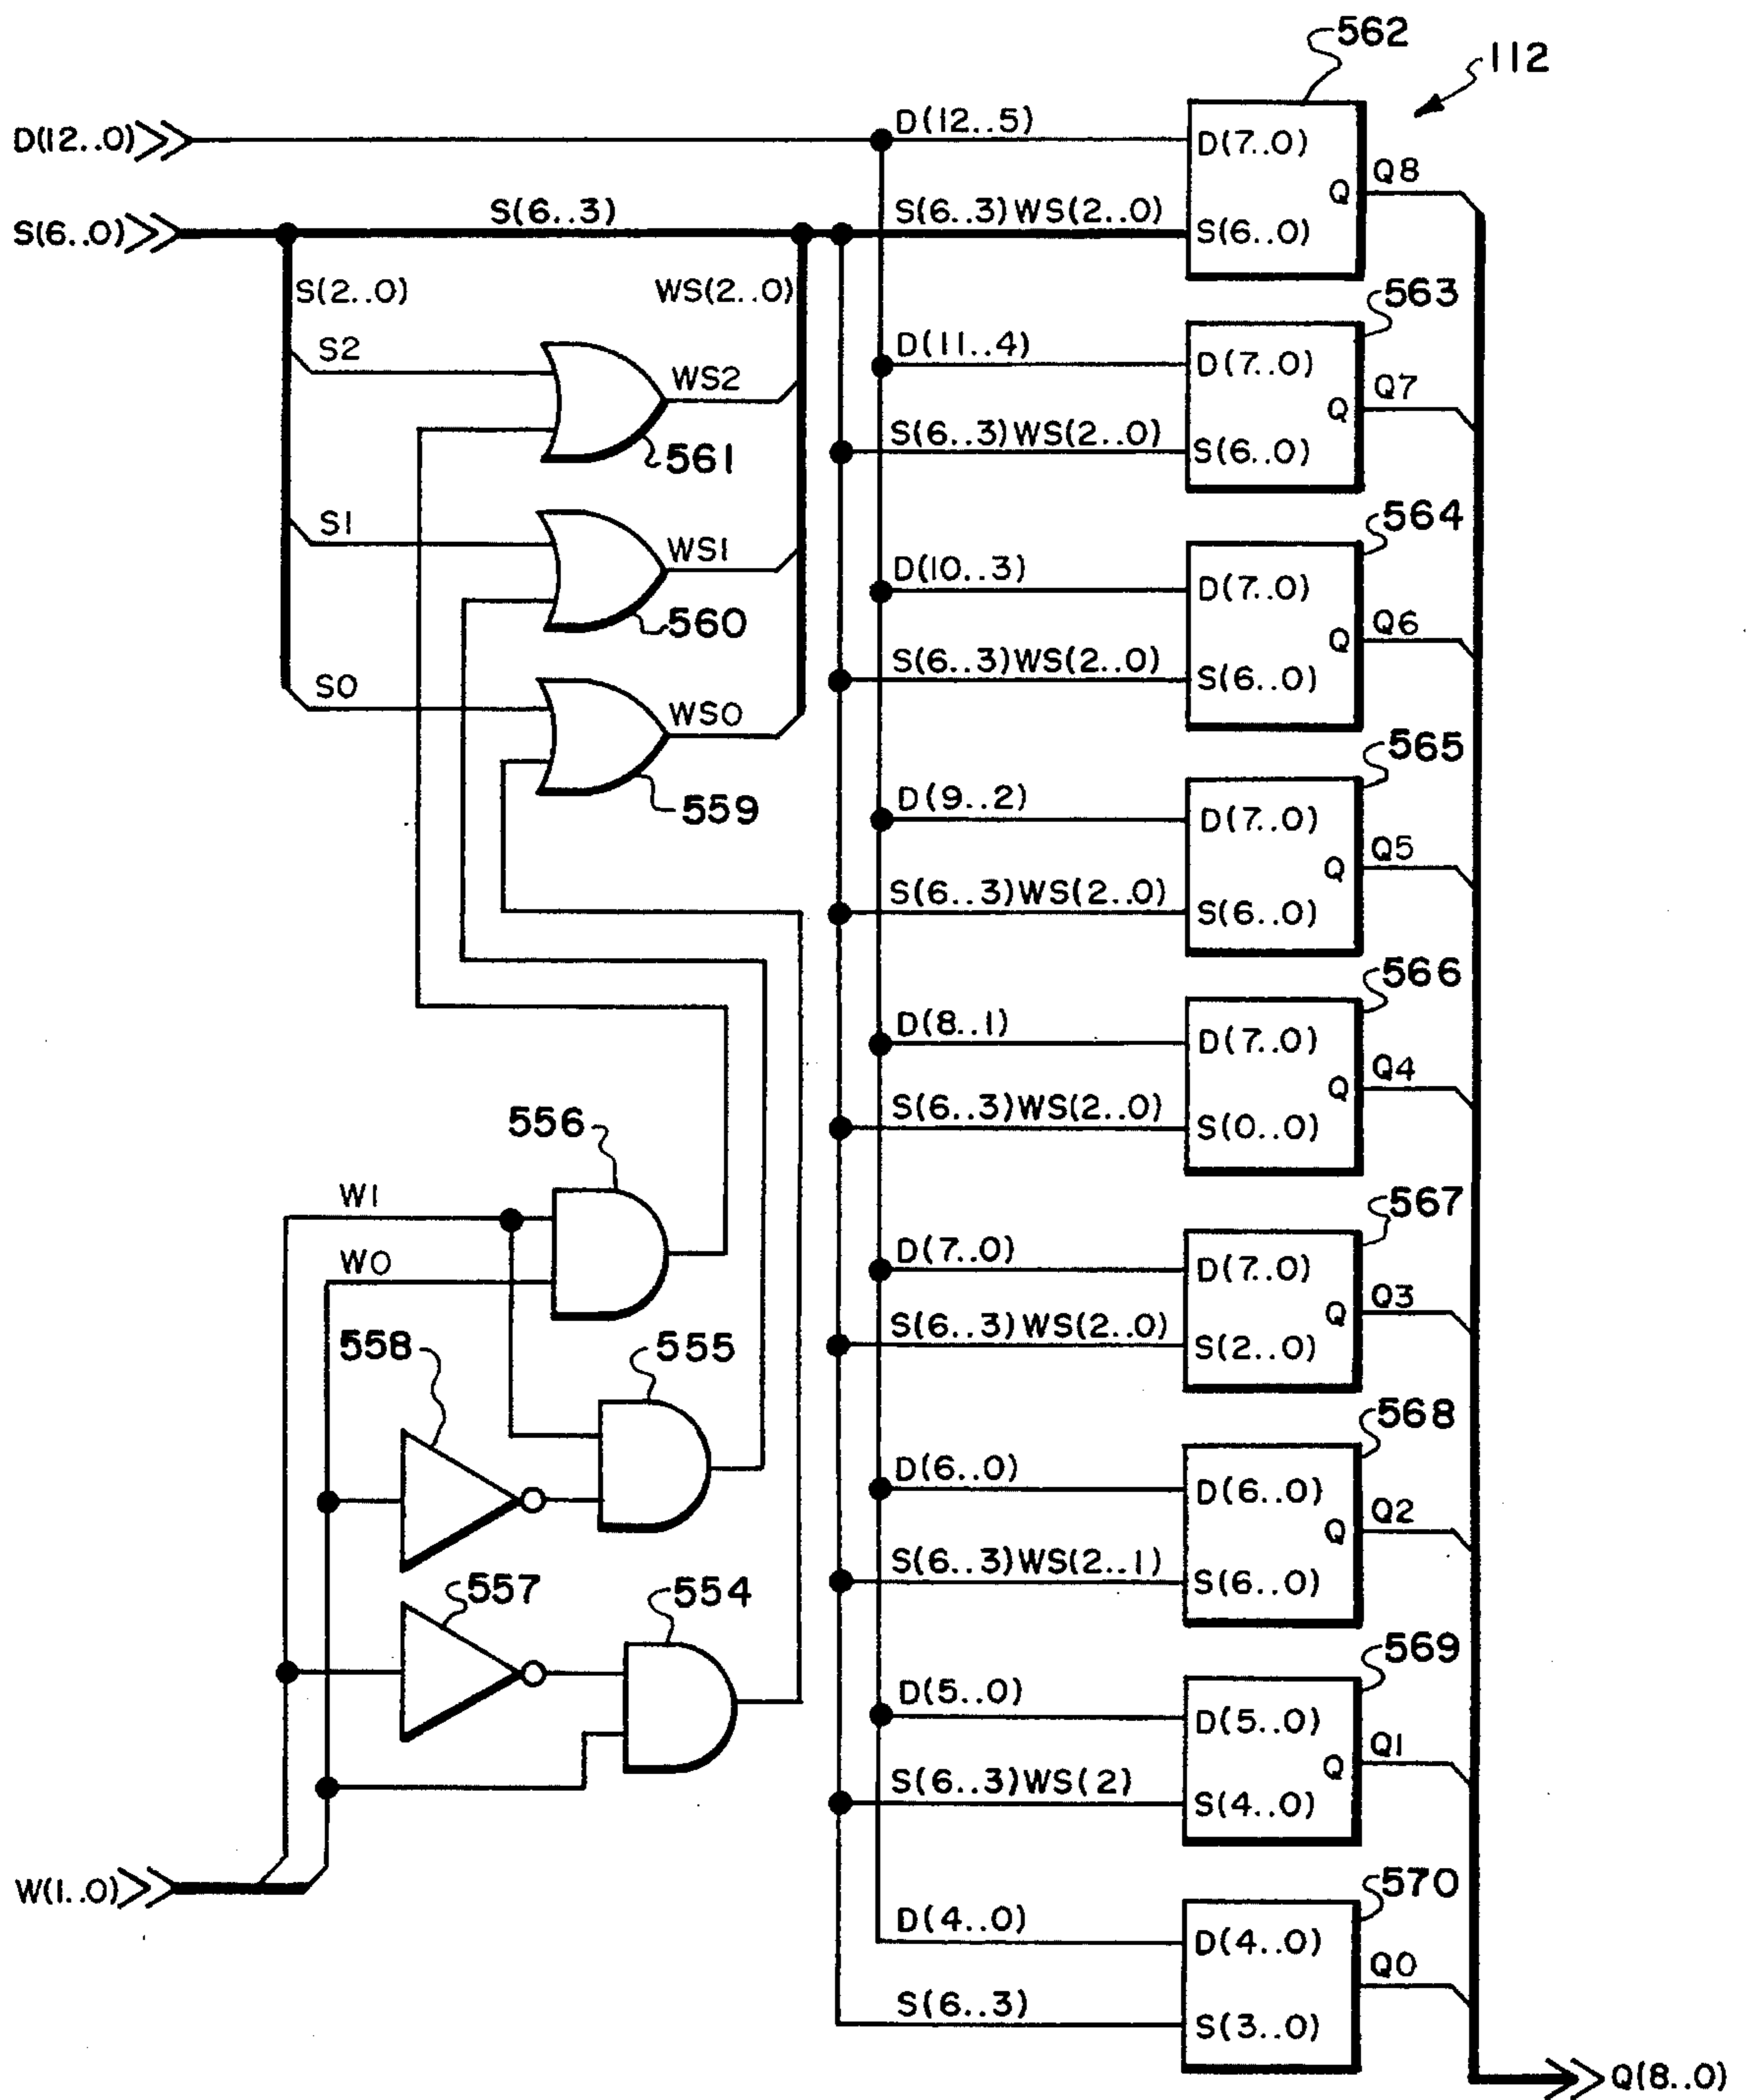 562
112
D(12..0)
D(12..5)
D(7..0)
Q
Q8
S(6..0)
S(6..3)
S(6..3)WS(2..0)
S(6..0)
S(2..0)
WS(2..0)
563
S2
WS2
561
D(11..4)
D(7..0)
Q
Q7
S(6..3)WS(2..0)
S(6..0)
564
S1
WS1
560
D(10..3)
D(7..0)
Q
Q6
S(6..3)WS(2..0)
S(6..0)
S0
WS0
559
565
D(9..2)
D(7..0)
Q
Q5
S(6..3)WS(2..0)
S(6..0)
566
D(8..1)
D(7..0)
Q
Q4
S(6..3)WS(2..0)
S(0..0)
556
W1
W0
567
D(7..0)
D(7..0)
Q
Q3
S(6..3)WS(2..0)
S(2..0)
558
555
568
D(6..0)
D(6..0)
Q
Q2
S(6..3)WS(2..1)
S(6..0)
557
554
569
D(5..0)
D(5..0)
Q
Q1
S(6..3)WS(2)
S(4..0)
W(1..0)
570
D(4..0)
D(4..0)
Q0
S(6..3)
S(3..0)
Q(8..0)